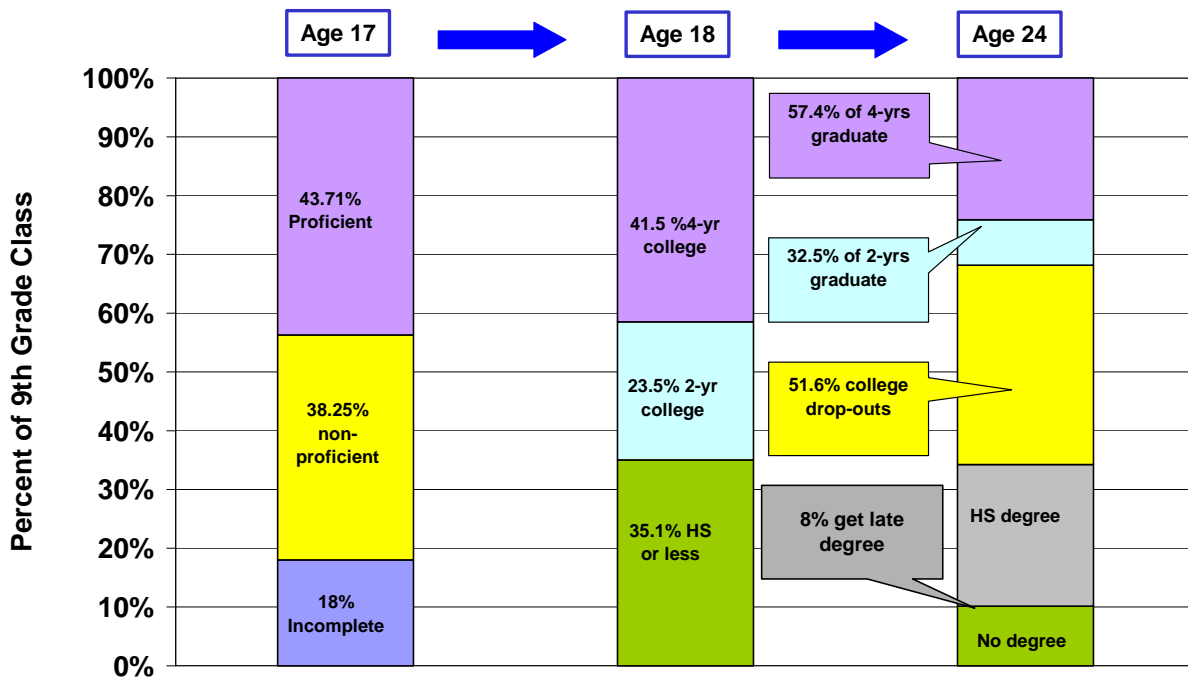 Age 17
Age 18
Age 24
Percent of 9th Grade Class
100%
90%
80%
70%
60%
50%
40%
30%
20%
10%
0%
43.71%
Proficient
38.25%
non-
proficient
18%
Incomplete
41.5 %4-yr
college
23.5% 2-yr
college
35.1% HS
or less
57.4% of 4-yrs
graduate
32.5% of 2-yrs
graduate
51.6% college
drop-outs
8% get late
degree
HS degree
No degree